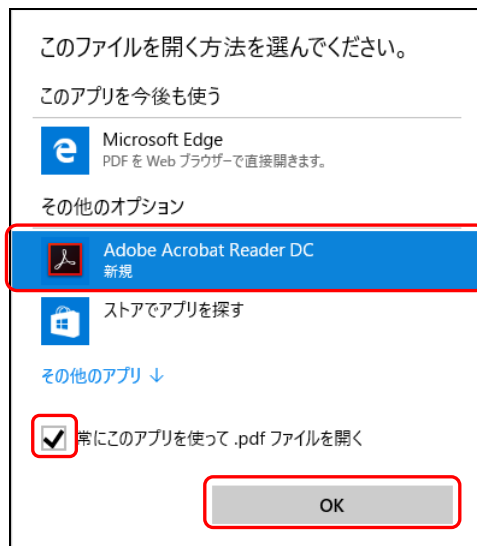 このファイルを開く方法を選んでください。
このアプリを今後も使う
Microsoft Edge
PDF を Web ブラウザーで直接開きます。
その他のオプション
Adobe Acrobat Reader DC
新規
ストアでアプリを探す
その他のアプリ ↓
常にこのアプリを使って .pdf ファイルを開く
OK